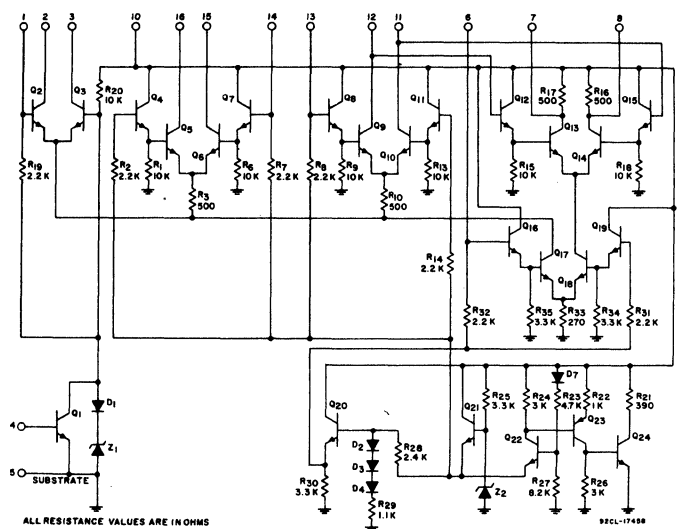 1 2 3 10 16 15 14 13 12 11 6 7 8
Q2 Q3 R20 10 K Q4 Q5 Q6 Q7 Q8 Q9 Q10 Q11 Q12 R17 500 R16 500 Q13 Q14 Q15
R19 2.2 K R2 2.2 K R1 10K R3 500 R6 10K R7 2.2 K R8 2.2 K R9 10K R10 500 R13 10K R15 10K R18 10K
R14 2.2 K Q16 Q17 Q18 Q19
R32 2.2 K R35 3.3 K R33 270 R34 3.3 K R31 2.2 K
4 Q1 D1 Z1
5 SUBSTRATE
Q20 D2 D3 D4 R28 2.4 K R29 1.1 K R30 3.3 K
Q21 R25 3.3 K R24 3 K D7 R23 4.7 K R22 1 K R21 390
Q22 Q23 Q24 Z2 R27 8.2 K R26 3 K
ALL RESISTANCE VALUES ARE IN OHMS
92CL-17458